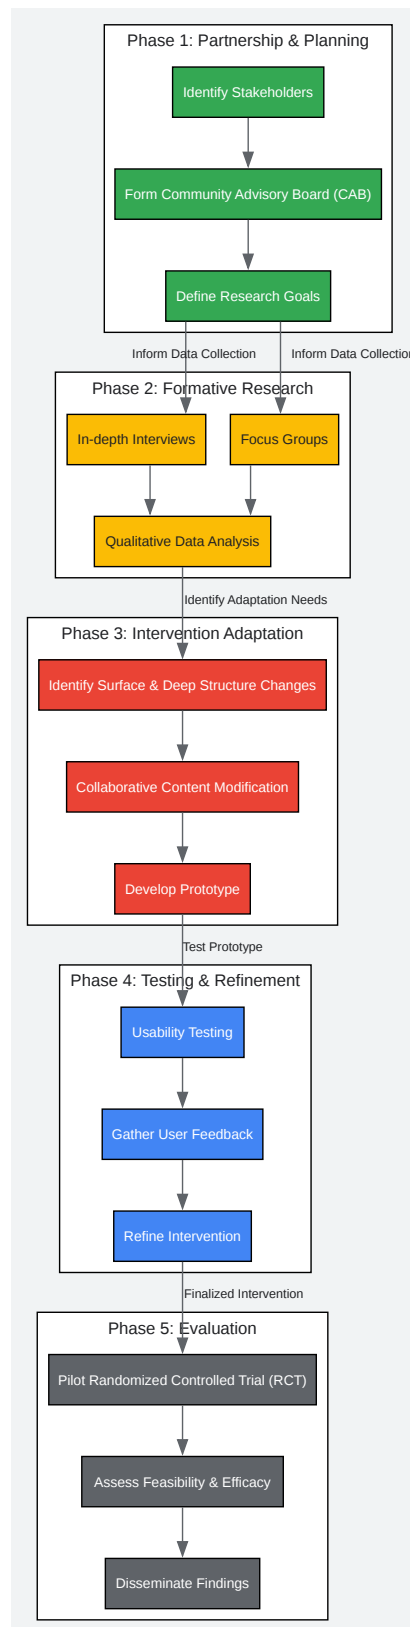 Phase 1: Partnership & Planning
Identify Stakeholders
Form Community Advisory Board (CAB)
Define Research Goals
Inform Data Collection
Inform Data Collection
Phase 2: Formative Research
In-depth Interviews
Focus Groups
Qualitative Data Analysis
Identify Adaptation Needs
Phase 3: Intervention Adaptation
Identify Surface & Deep Structure Changes
Collaborative Content Modification
Develop Prototype
Test Prototype
Phase 4: Testing & Refinement
Usability Testing
Gather User Feedback
Refine Intervention
Finalized Intervention
Phase 5: Evaluation
Pilot Randomized Controlled Trial (RCT)
Assess Feasibility & Efficacy
Disseminate Findings